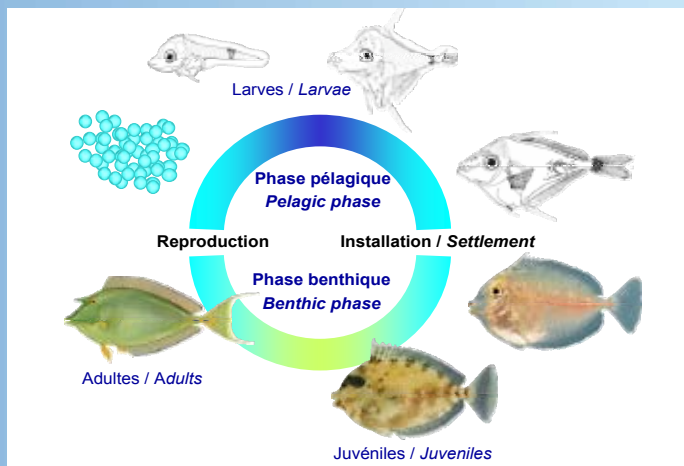 Larves / Larvae
Phase pélagique
Pelagic phase
Reproduction
Installation / Settlement
Phase benthique
Benthic phase
Adultes / Adults
Juvéniles / Juveniles